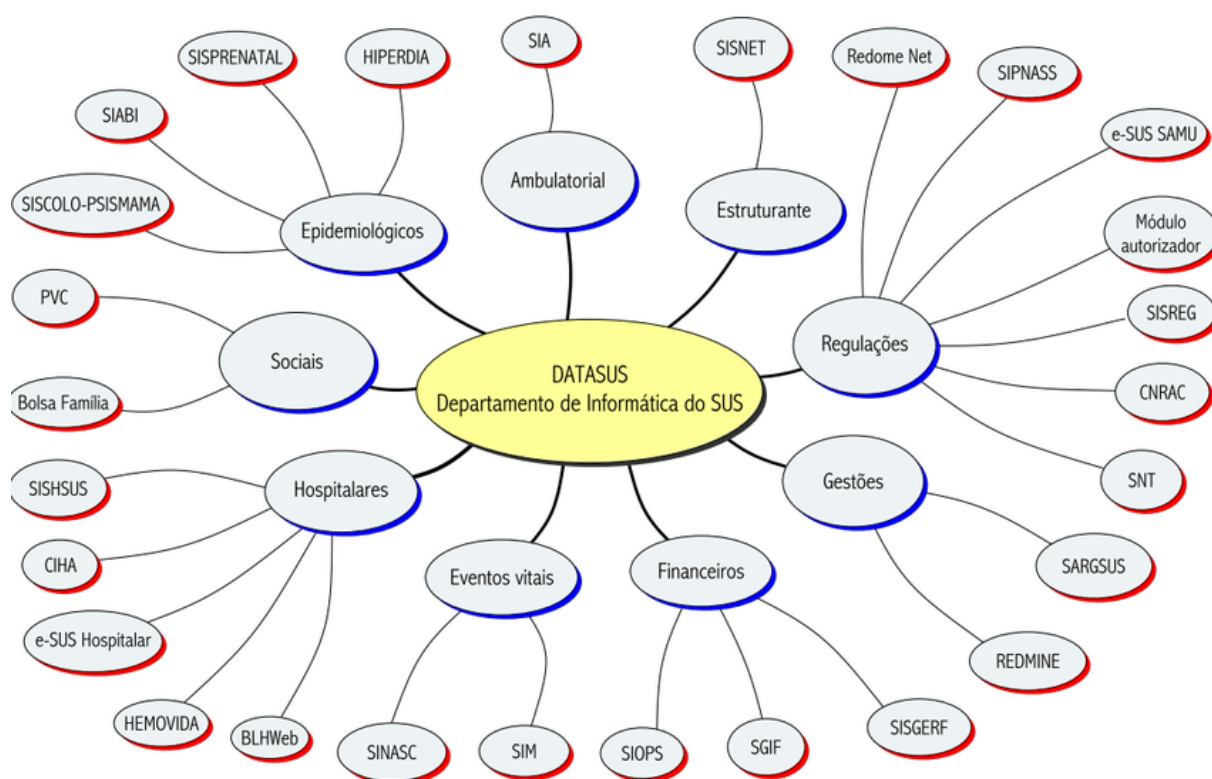 SIA
SISNET
SISPRENATAL
HIPERDIA
Redome Net
SIPNASS
SIABI
e-SUS SAMU
Ambulatorial
SISCOLO-PSISMAMA
Epidemiológicos
Estruturante
Módulo
autorizador
PVC
SISREG
Sociais
Regulações
DATASUS
Departamento de Informática do SUS
Bolsa Família
CNRAC
SISHSUS
Hospitalares
Gestões
SNT
CIHA
Eventos vitais
Financeiros
SARGSUS
e-SUS Hospitalar
REDMINE
HEMOVIDA
BLHWeb
SINASC
SIM
SIOPS
SGIF
SISGERF